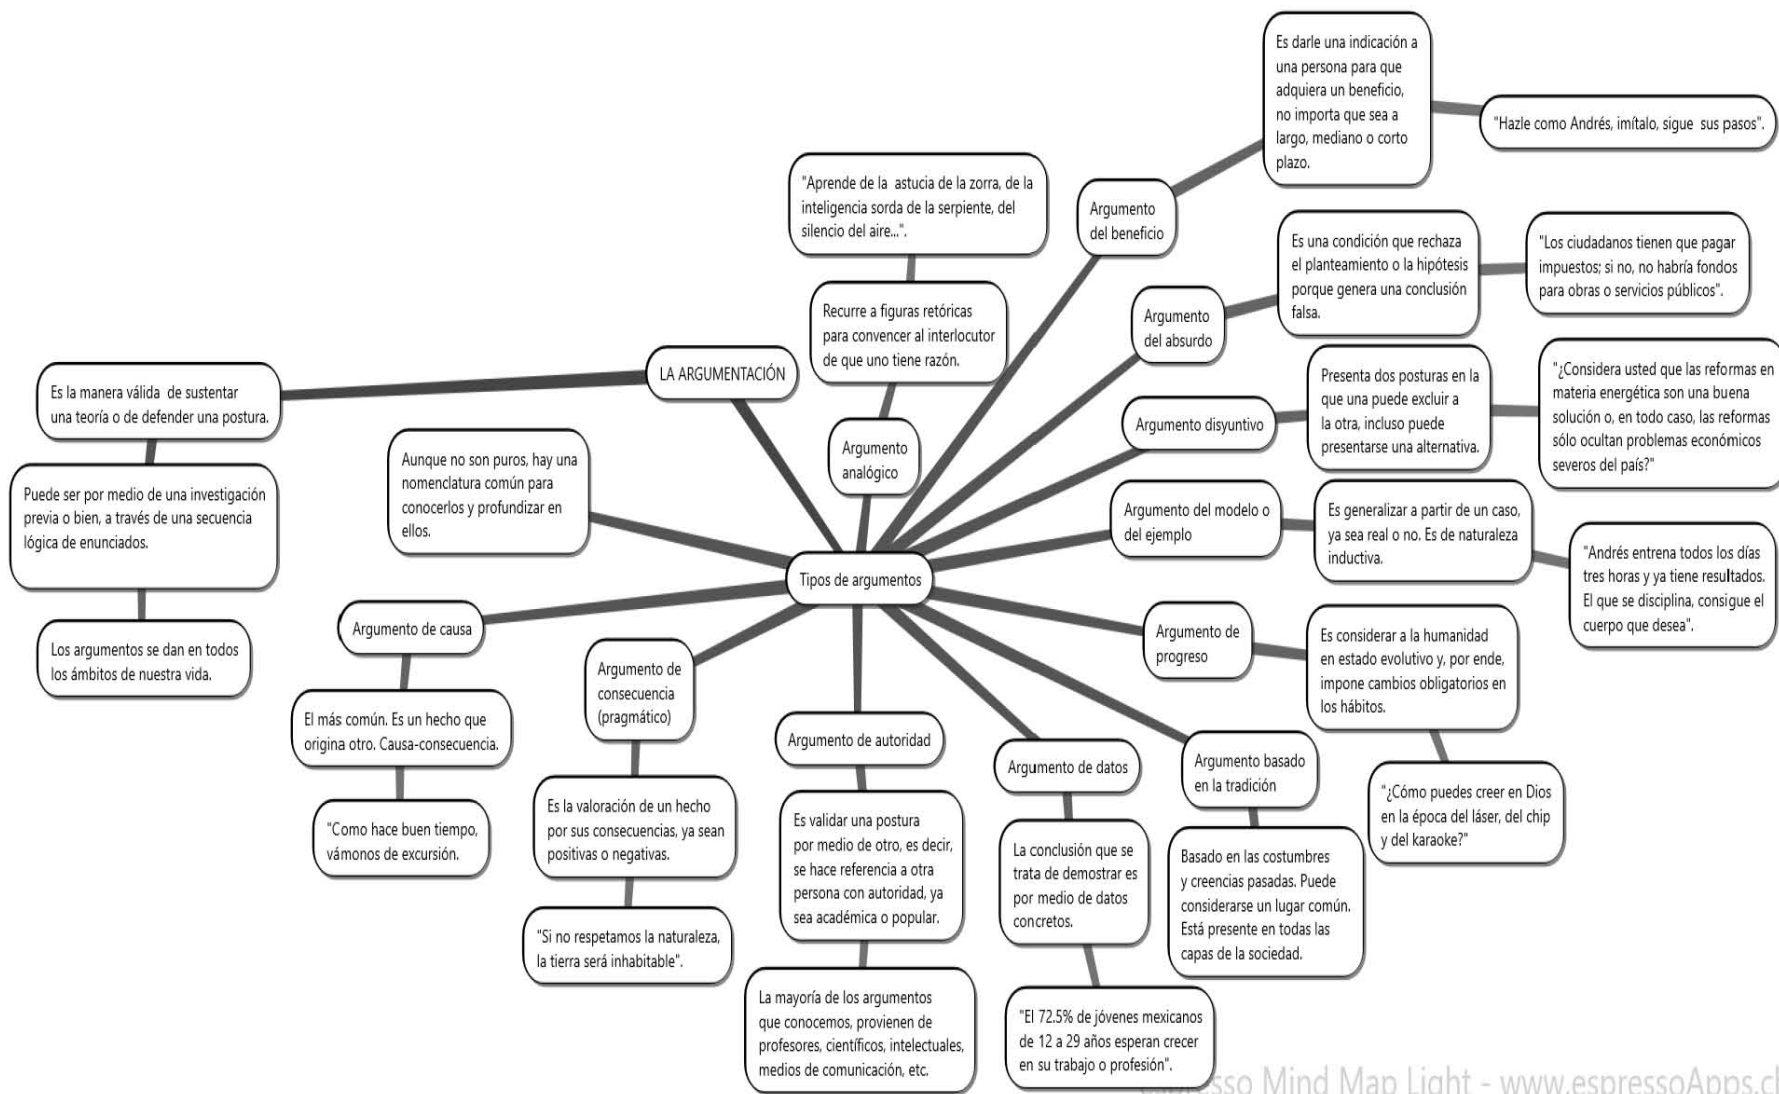 LA ARGUMENTACIÓN
Es la manera válida  de sustentar
una teoría o de defender una postura.
Puede ser por medio de una investigación
previa o bien, a través de una secuencia
lógica de enunciados.
Los argumentos se dan en todos
los ámbitos de nuestra vida.
Tipos de argumentos
Aunque no son puros, hay una
nomenclatura común para
conocerlos y profundizar en
ellos.
Argumento de causa
El más común. Es un hecho que
origina otro. Causa-consecuencia.
"Como hace buen tiempo,
vámonos de excursión.
Argumento de
consecuencia
(pragmático)
Es la valoración de un hecho
por sus consecuencias, ya sean
positivas o negativas.
"Si no respetamos la naturaleza,
la tierra será inhabitable".
Argumento de autoridad
Es validar una postura
por medio de otro, es decir,
se hace referencia a otra
persona con autoridad, ya
sea académica o popular.
La mayoría de los argumentos
que conocemos, provienen de
profesores, científicos, intelectuales,
medios de comunicación, etc.
Argumento de datos
La conclusión que se
trata de demostrar es
por medio de datos
concretos.
"El 72.5% de jóvenes mexicanos
de 12 a 29 años esperan crecer
en su trabajo o profesión".
Argumento basado
en la tradición
Basado en las costumbres
y creencias pasadas. Puede
considerarse un lugar común.
Está presente en todas las
capas de la sociedad.
Argumento de
progreso
Es considerar a la humanidad
en estado evolutivo y, por ende,
impone cambios obligatorios en
los hábitos.
"¿Cómo puedes creer en Dios
en la época del láser, del chip
y del karaoke?"
Argumento del modelo o
del ejemplo
Es generalizar a partir de un caso,
ya sea real o no. Es de naturaleza
inductiva.
"Andrés entrena todos los días
tres horas y ya tiene resultados.
El que se disciplina, consigue el
cuerpo que desea".
Argumento disyuntivo
Presenta dos posturas en la
que una puede excluir a
la otra, incluso puede
presentarse una alternativa.
"¿Considera usted que las reformas en
materia energética son una buena
solución o, en todo caso, las reformas
sólo ocultan problemas económicos
severos del país?"
Argumento
del absurdo
Es una condición que rechaza
el planteamiento o la hipótesis
porque genera una conclusión
falsa.
"Los ciudadanos tienen que pagar
impuestos; si no, no habría fondos
para obras o servicios públicos".
Argumento
del beneficio
Es darle una indicación a
una persona para que
adquiera un beneficio,
no importa que sea a
largo, mediano o corto
plazo.
"Hazle como Andrés, imítalo, sigue  sus pasos".
Argumento
analógico
Recurre a figuras retóricas
para convencer al interlocutor
de que uno tiene razón.
"Aprende de la  astucia de la zorra, de la
inteligencia sorda de la serpiente, del
silencio del aire...".
Mind Map Light - www.espressoApps.ch